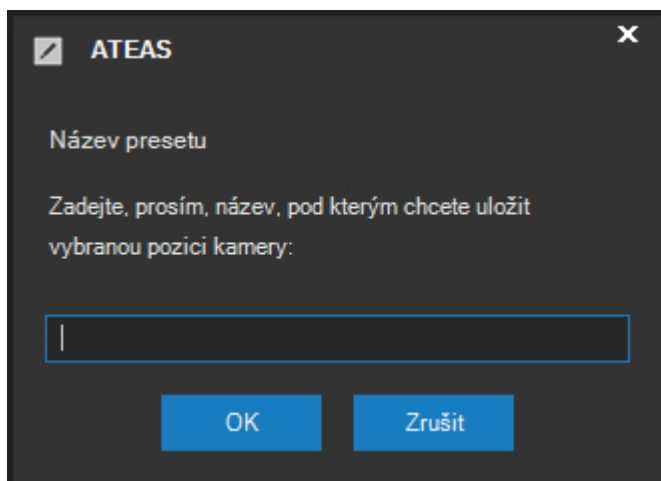 ATEAS
Název presetu
Zadejte, prosím, název, pod kterým chcete uložit
vybranou pozici kamery:
OK
Zrušit